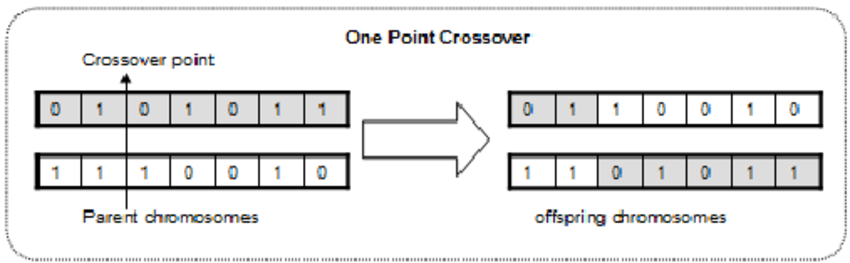 One Point Crossover
Crossover point
0 1 0 1 0 1 1
0 1 1 0 0 1 0
1 1 1 0 0 1 0
1 1 0 1 0 1 1
Parent chromosomes
offspring chromosomes